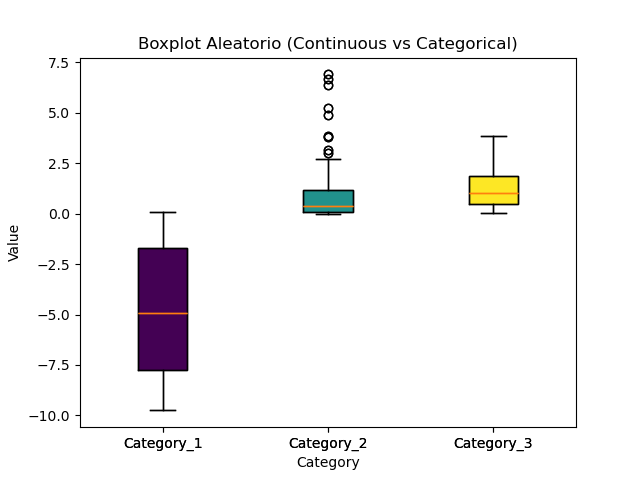 Boxplot Aleatorio (Continuous vs Categorical)
7.5
5.0
2.5
0.0
−2.5
−5.0
−7.5
−10.0
Value
Category_1 Category_2 Category_3
Category